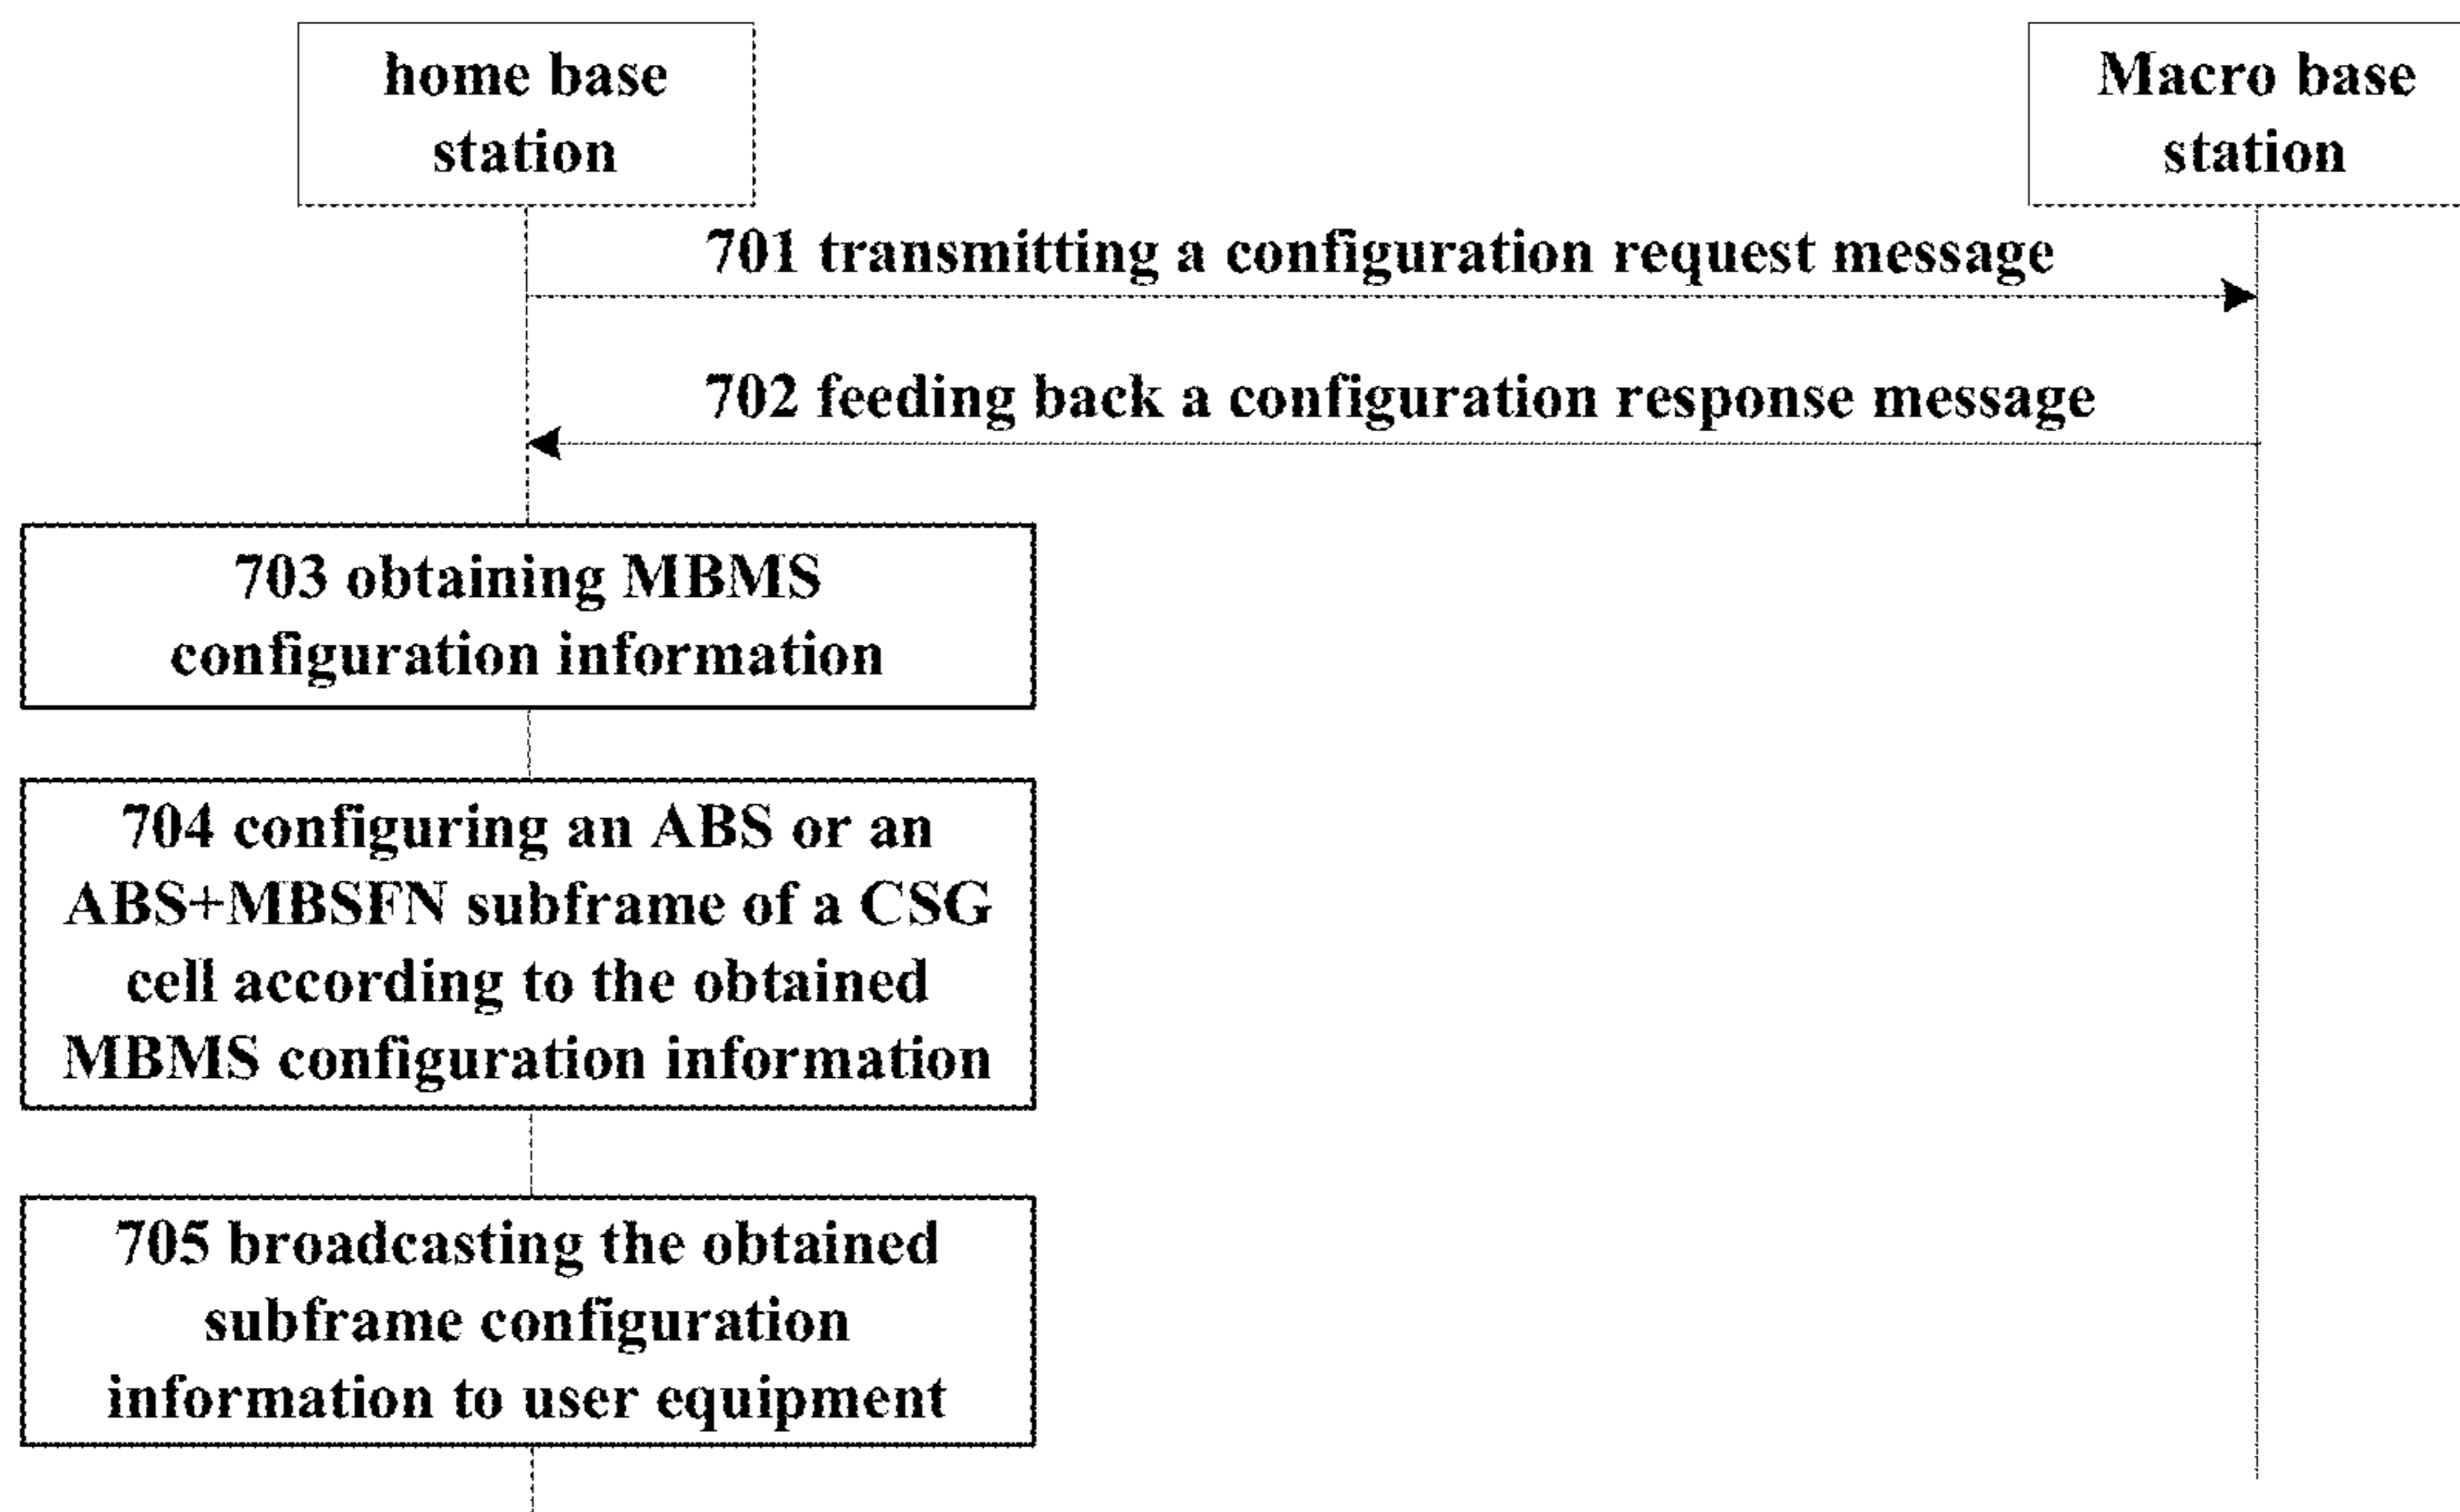 home base
station
Macro base
station
701 transmitting a configuration request message
702 feeding back a configuration response message
703 obtaining MBMS
configuration information
704 configuring an ABS or an
ABS+MBSFN subframe of a CSG
cell according to the obtained
MBMS configuration information
705 broadcasting the obtained
subframe configuration
information to user equipment